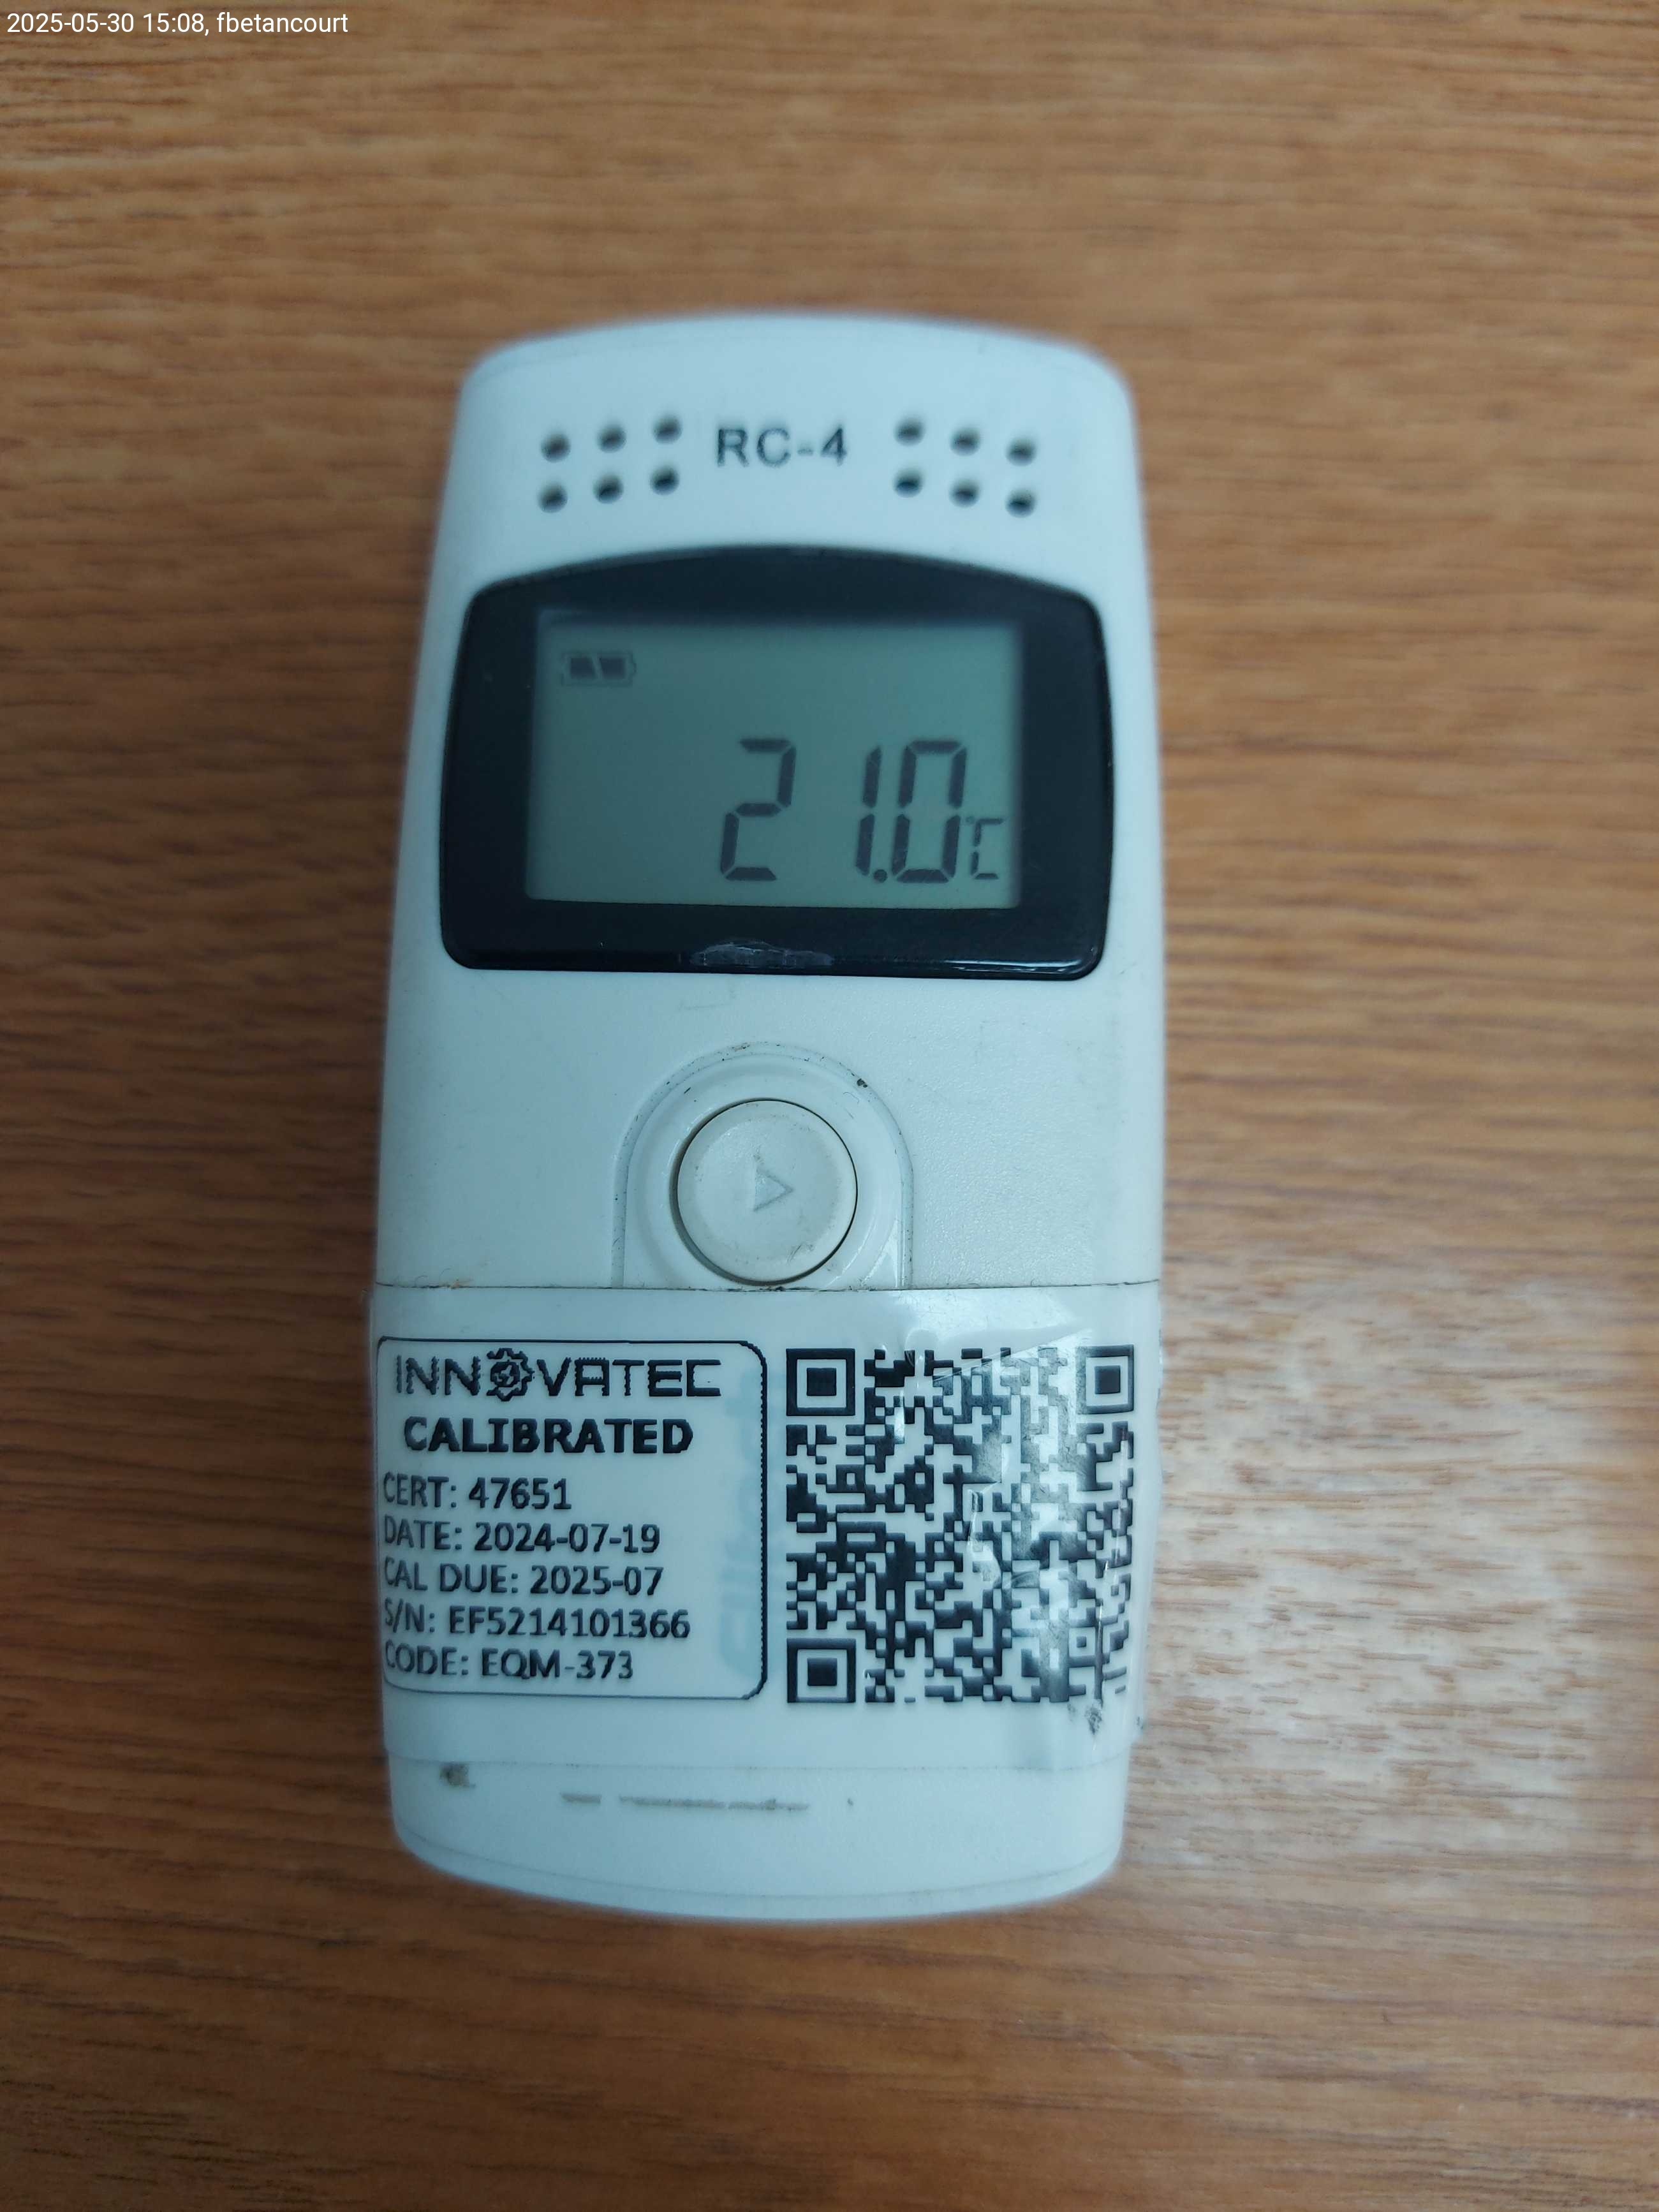 2025-05-30 15:08, fbetancourt
RC-4
21.0℃
INNOVATEC
CALIBRATED
CERT: 47651
DATE: 2024-07-19
CAL DUE: 2025-07
S/N: EF5214101366
CODE: EQM-373